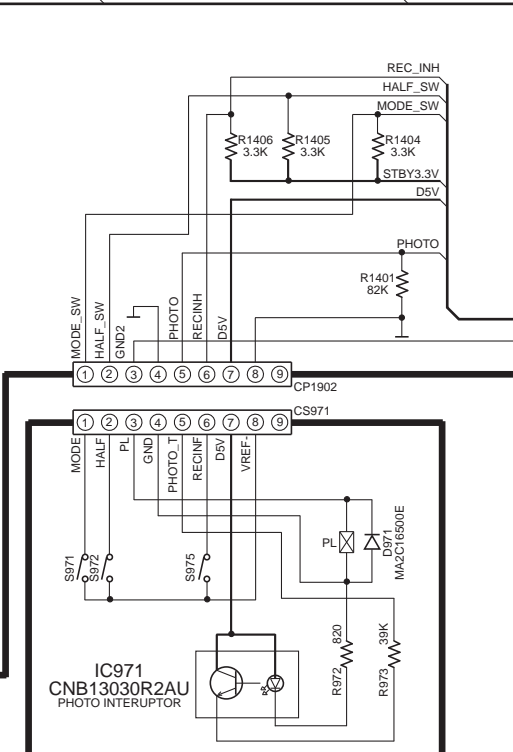 REC_INH
HALF_SW
MODE_SW
R1406
3.3K
R1405
3.3K
R1404
3.3K
STBY3.3V
D5V
PHOTO
R1401
82K
MODE_SW
HALF_SW
GND2
PHOTO
RECINH
D5V
1 2 3 4 5 6 7 8 9
CP1902
CS971
1 2 3 4 5 6 7 8 9
MODE
HALF
PL
GND
PHOTO_T
RECINF
D5V
VREF-
PL
D971
MA2C16500E
S971
S972
S975
R972
820
R973
39K
IC971
CNB13030R2AU
PHOTO INTERUPTOR